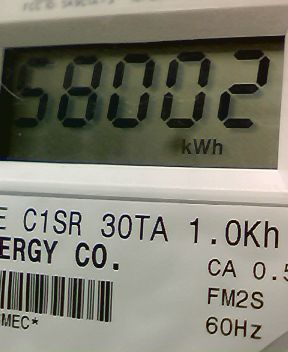 58002
kWh
E C1SR 30TA 1.0Kh
ERGY CO.
CA 0.5
FM2S
MEC*
60Hz